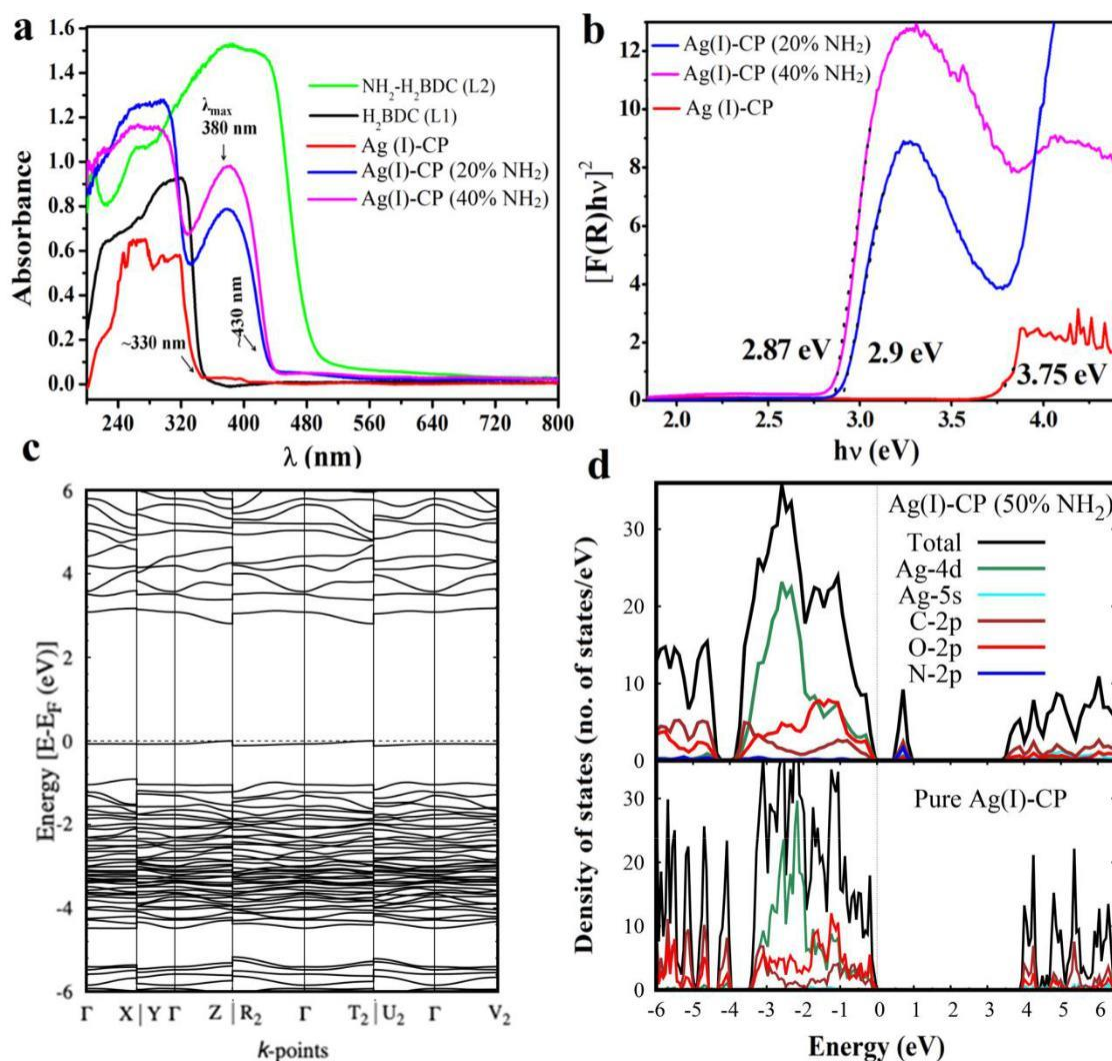 a
1.6
1.4
1.2
1.0
0.8
0.6
0.4
0.2
0.0
Absorbance
240 320 400 480 560 640 720 800
λ (nm)
λmax
380 nm
~330 nm
~430 nm
NH2-H2BDC (L2)
H2BDC (L1)
Ag (I)-CP
Ag(I)-CP (20% NH2)
Ag(I)-CP (40% NH2)
b
12
10
8
6
4
2
0
[F(R)hν]²
2.0 2.5 3.0 3.5 4.0
hν (eV)
Ag(I)-CP (20% NH2)
Ag(I)-CP (40% NH2)
Ag (I)-CP
2.87 eV
2.9 eV
3.75 eV
c
6
4
2
0
-2
-4
-6
Energy [E-EF (eV)]
Γ X | Y Γ Z | R2 Γ T2 | U2 Γ V2
k-points
d
Density of states (no. of states/eV)
30
20
10
0
Ag(I)-CP (50% NH2)
Total
Ag-4d
Ag-5s
C-2p
O-2p
N-2p
30
20
10
0
Pure Ag(I)-CP
-6 -5 -4 -3 -2 -1 0 1 2 3 4 5 6
Energy (eV)